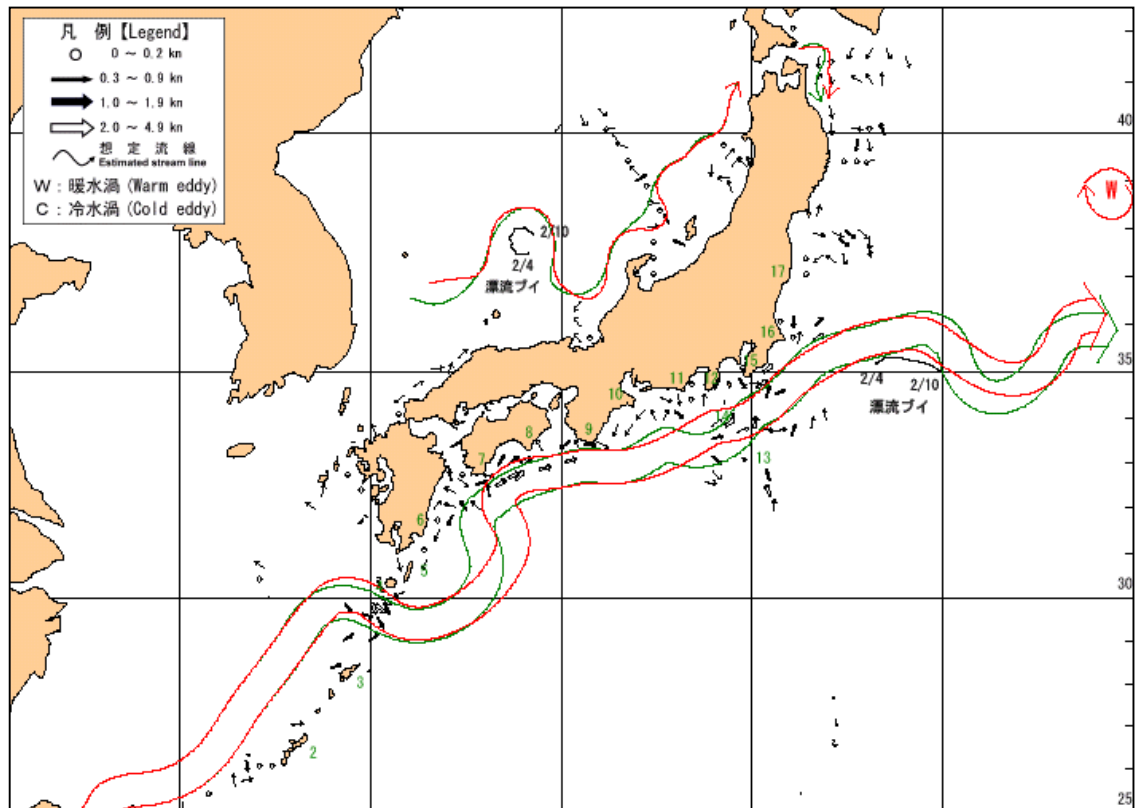 凡 例【Legend】
0 ～ 0.2 kn
0.3 ～ 0.9 kn
1.0 ～ 1.9 kn
2.0 ～ 4.9 kn
想 定 流 線
Estimated stream line
W : 暖水渦 (Warm eddy)
C : 冷水渦 (Cold eddy)
40
W
2/10
2/4
漂流ブイ
17
16
35
15
2/4
11
12
2/10
10
漂流ブイ
9
8
7
13
6
5
30
3
2
25